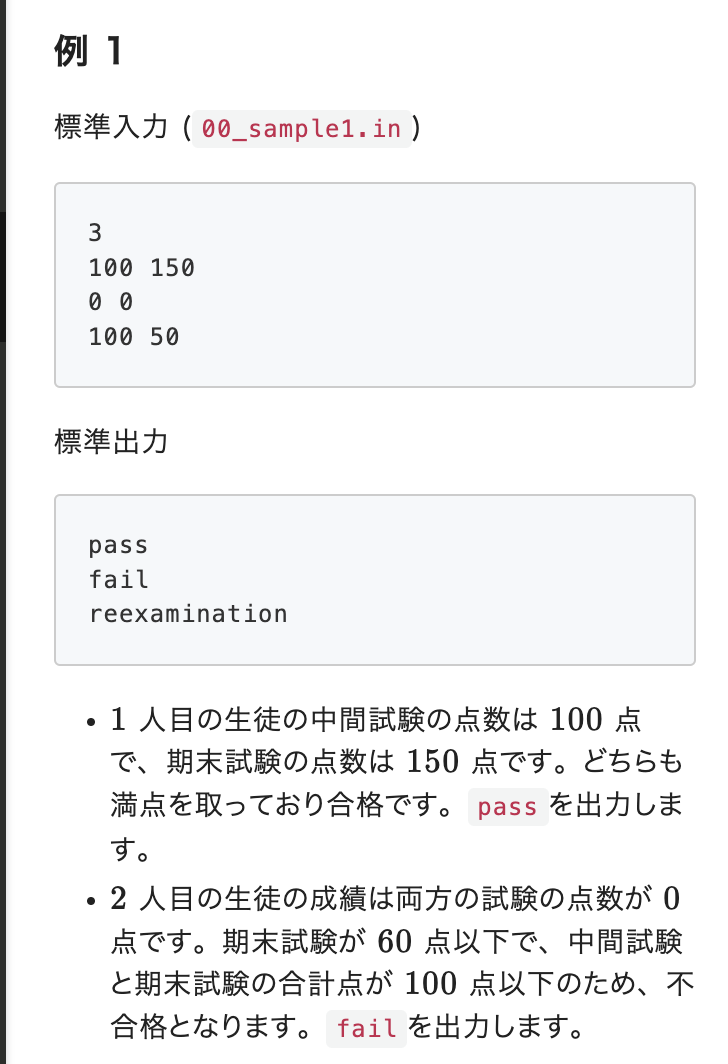 例 1
標準入力 (00_sample1.in)
3
100 150
0 0
100 50
標準出力
pass
fail
reexamination
• 1 人目の生徒の中間試験の点数は 100 点
で、期末試験の点数は 150 点です。どちらも
満点を取っており合格です。 pass を出力しま
す。
• 2 人目の生徒の成績は両方の試験の点数が 0
点です。期末試験が 60 点以下で、中間試験
と期末試験の合計点が 100 点以下のため、不
合格となります。 fail を出力します。